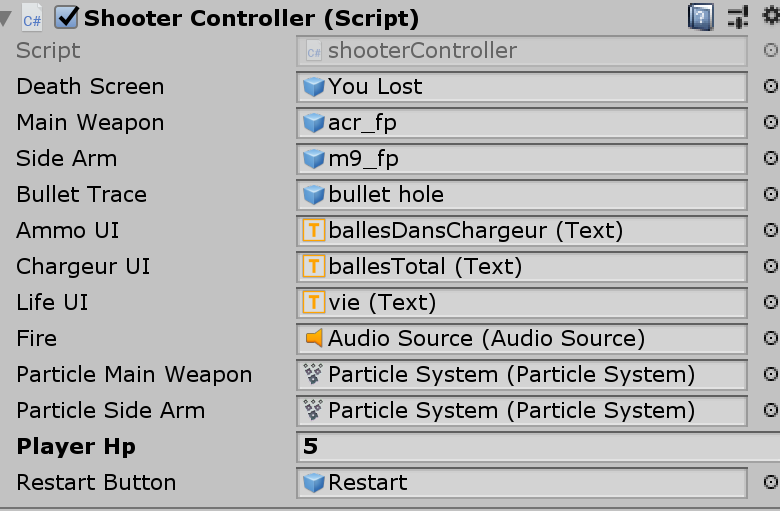 C# Shooter Controller (Script)
Script C# shooterController
Death Screen You Lost
Main Weapon acr_fp
Side Arm m9_fp
Bullet Trace bullet hole
Ammo UI T ballesDansChargeur (Text)
Chargeur UI T ballesTotal (Text)
Life UI T vie (Text)
Fire Audio Source (Audio Source)
Particle Main Weapon Particle System (Particle System)
Particle Side Arm Particle System (Particle System)
Player Hp 5
Restart Button Restart